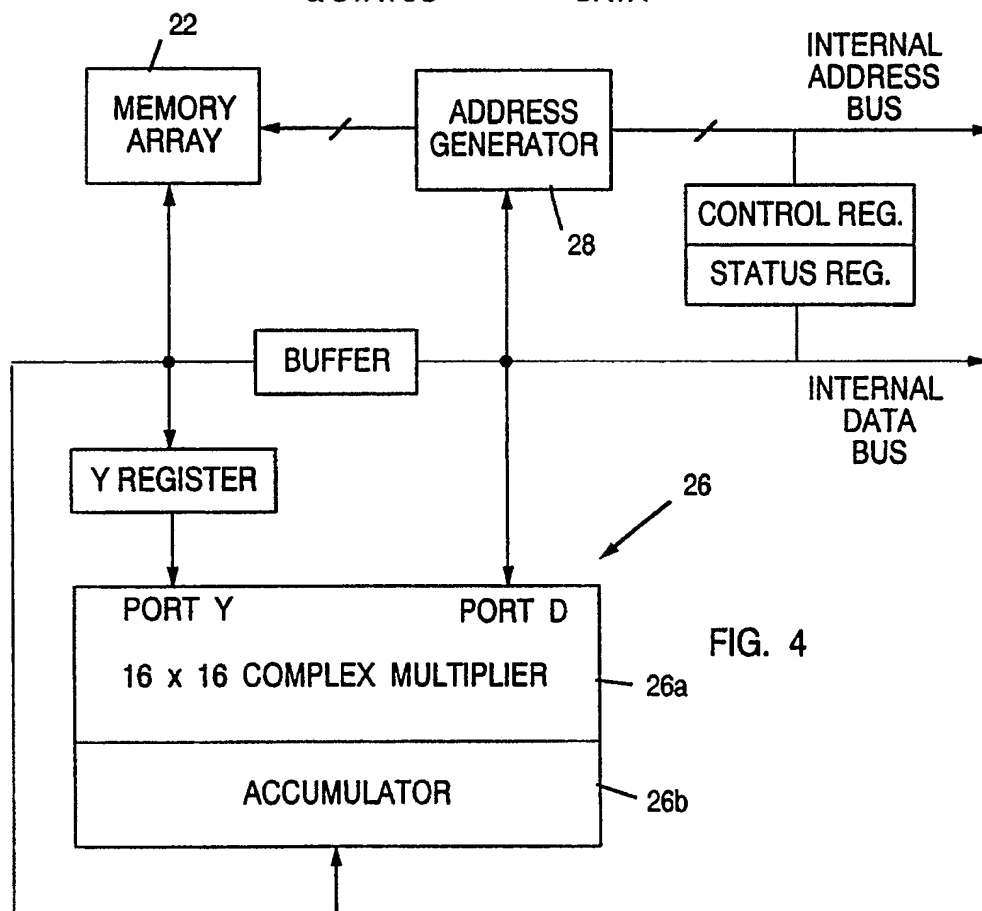 22
MEMORY
ARRAY
ADDRESS
GENERATOR
28
INTERNAL
ADDRESS
BUS
CONTROL REG.
STATUS REG.
BUFFER
INTERNAL
DATA
BUS
Y REGISTER
26
PORT Y PORT D
16 x 16 COMPLEX MULTIPLIER
26a
FIG. 4
ACCUMULATOR
26b